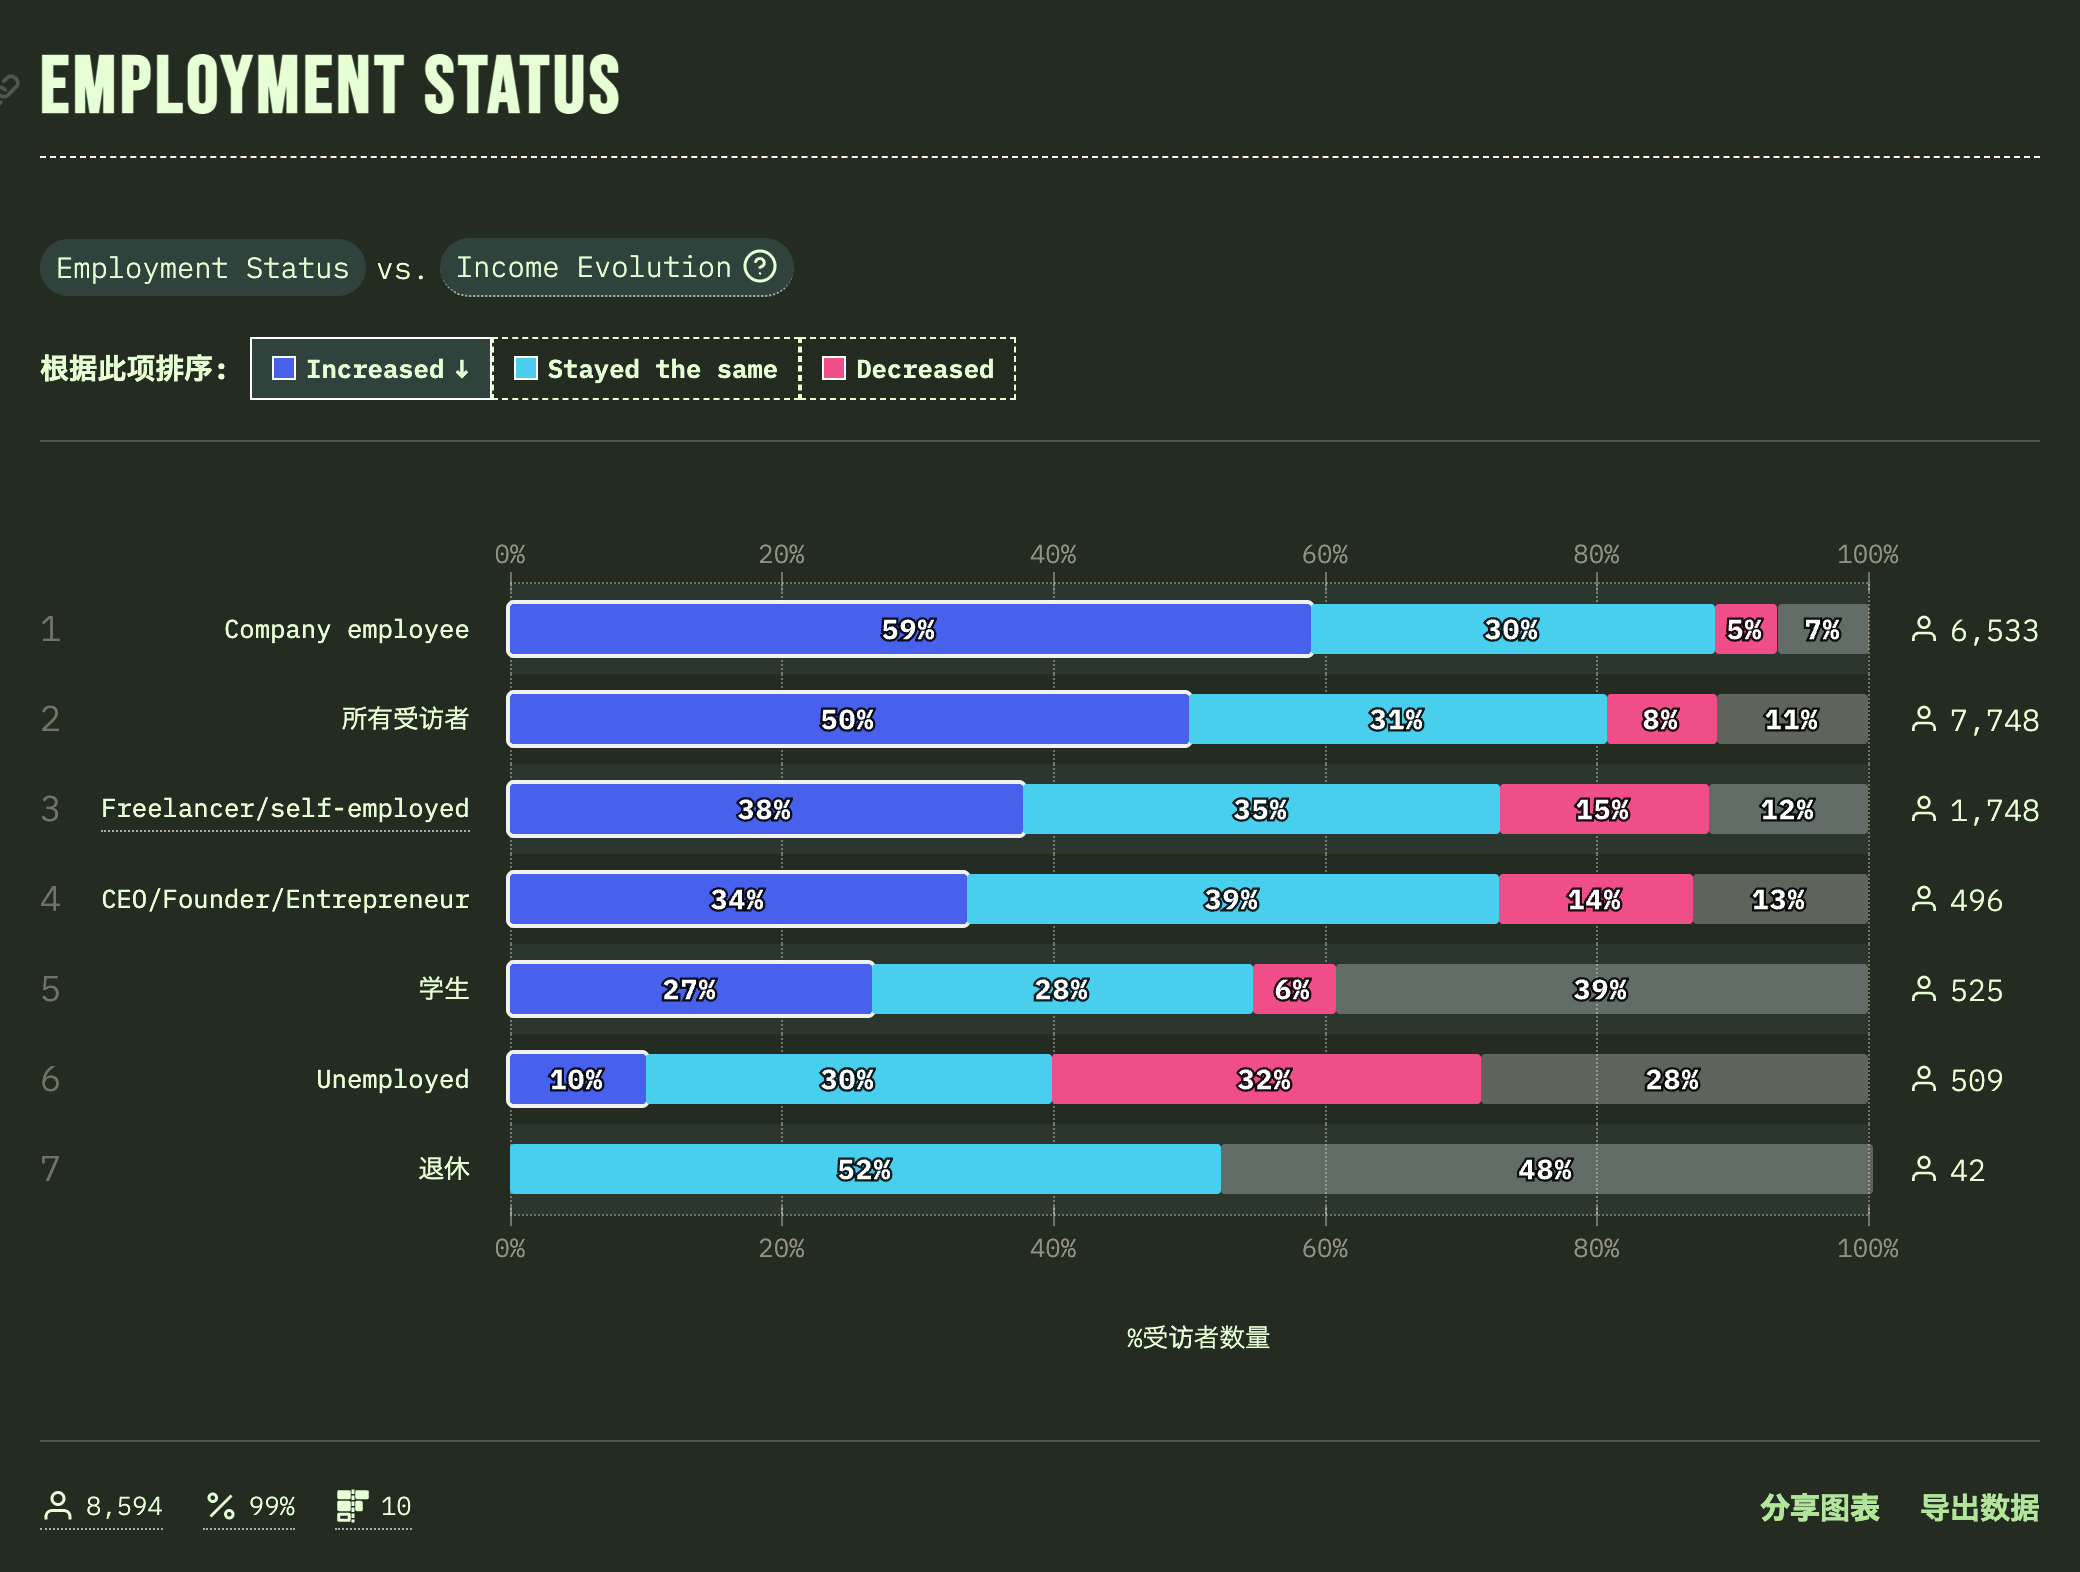 EMPLOYMENT STATUS
Employment Status vs. Income Evolution ?
根据此项排序: Increased ↓ Stayed the same Decreased
0% 20% 40% 60% 80% 100%
1 Company employee 59% 30% 5% 7% 6,533
2 所有受访者 50% 31% 8% 11% 7,748
3 Freelancer/self-employed 38% 35% 15% 12% 1,748
4 CEO/Founder/Entrepreneur 34% 39% 14% 13% 496
5 学生 27% 28% 6% 39% 525
6 Unemployed 10% 30% 32% 28% 509
7 退休 52% 48% 42
0% 20% 40% 60% 80% 100%
%受访者数量
8,594 % 99% 10 分享图表 导出数据